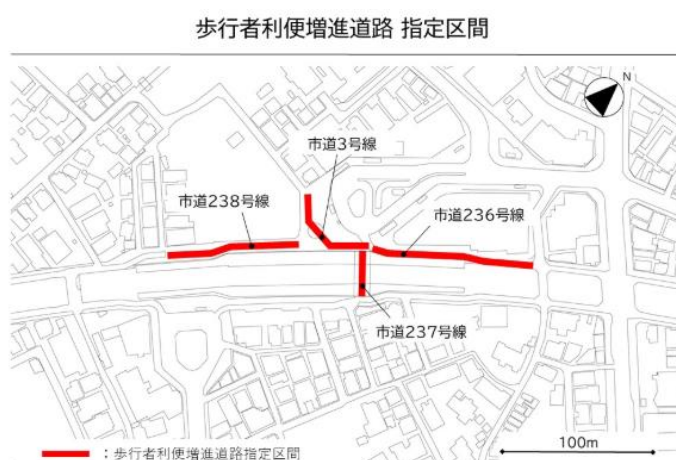 歩行者利便増進道路 指定区間
N
市道3号線
市道238号線
市道236号線
市道237号線
：歩行者利便増進道路指定区間
100m